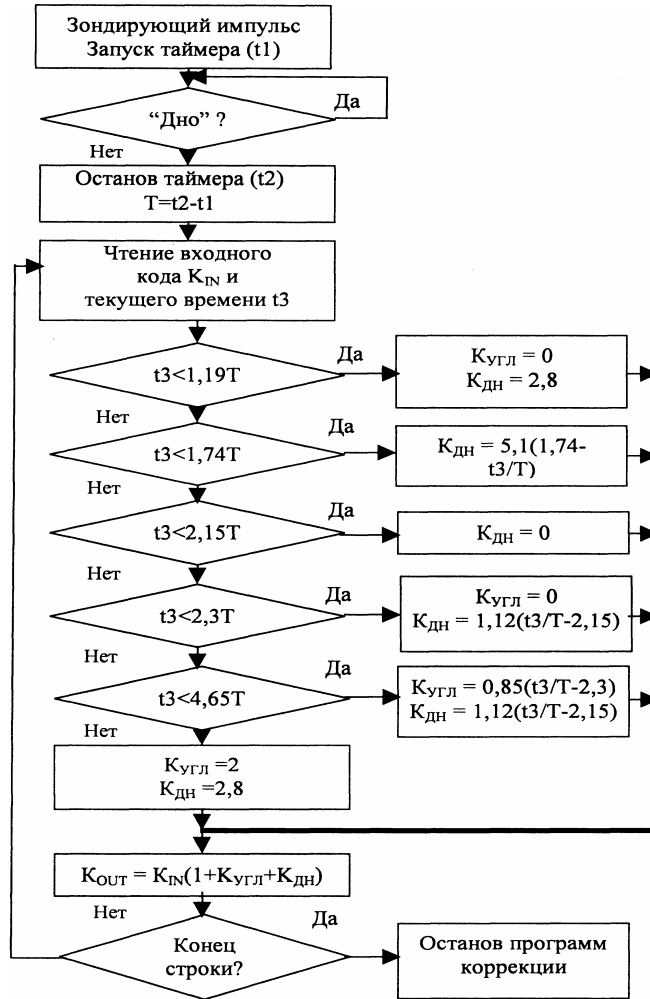 Зондирующий импульс
Запуск таймера (t1)
Да
“Дно” ?
Нет
Останов таймера (t2)
T=t2-t1
Чтение входного
кода K_IN и
текущего времени t3
Да
t3<1,19T
K_УГЛ = 0
K_ДН = 2,8
Нет
Да
t3<1,74T
K_ДН = 5,1(1,74-
t3/T)
Нет
Да
t3<2,15T
K_ДН = 0
Нет
Да
t3<2,3T
K_УГЛ = 0
K_ДН = 1,12(t3/T-2,15)
Нет
Да
t3<4,65T
K_УГЛ = 0,85(t3/T-2,3)
K_ДН = 1,12(t3/T-2,15)
Нет
K_УГЛ =2
K_ДН =2,8
K_OUT = K_IN(1+K_УГЛ+K_ДН)
Нет
Да
Конец
строки?
Останов программ
коррекции